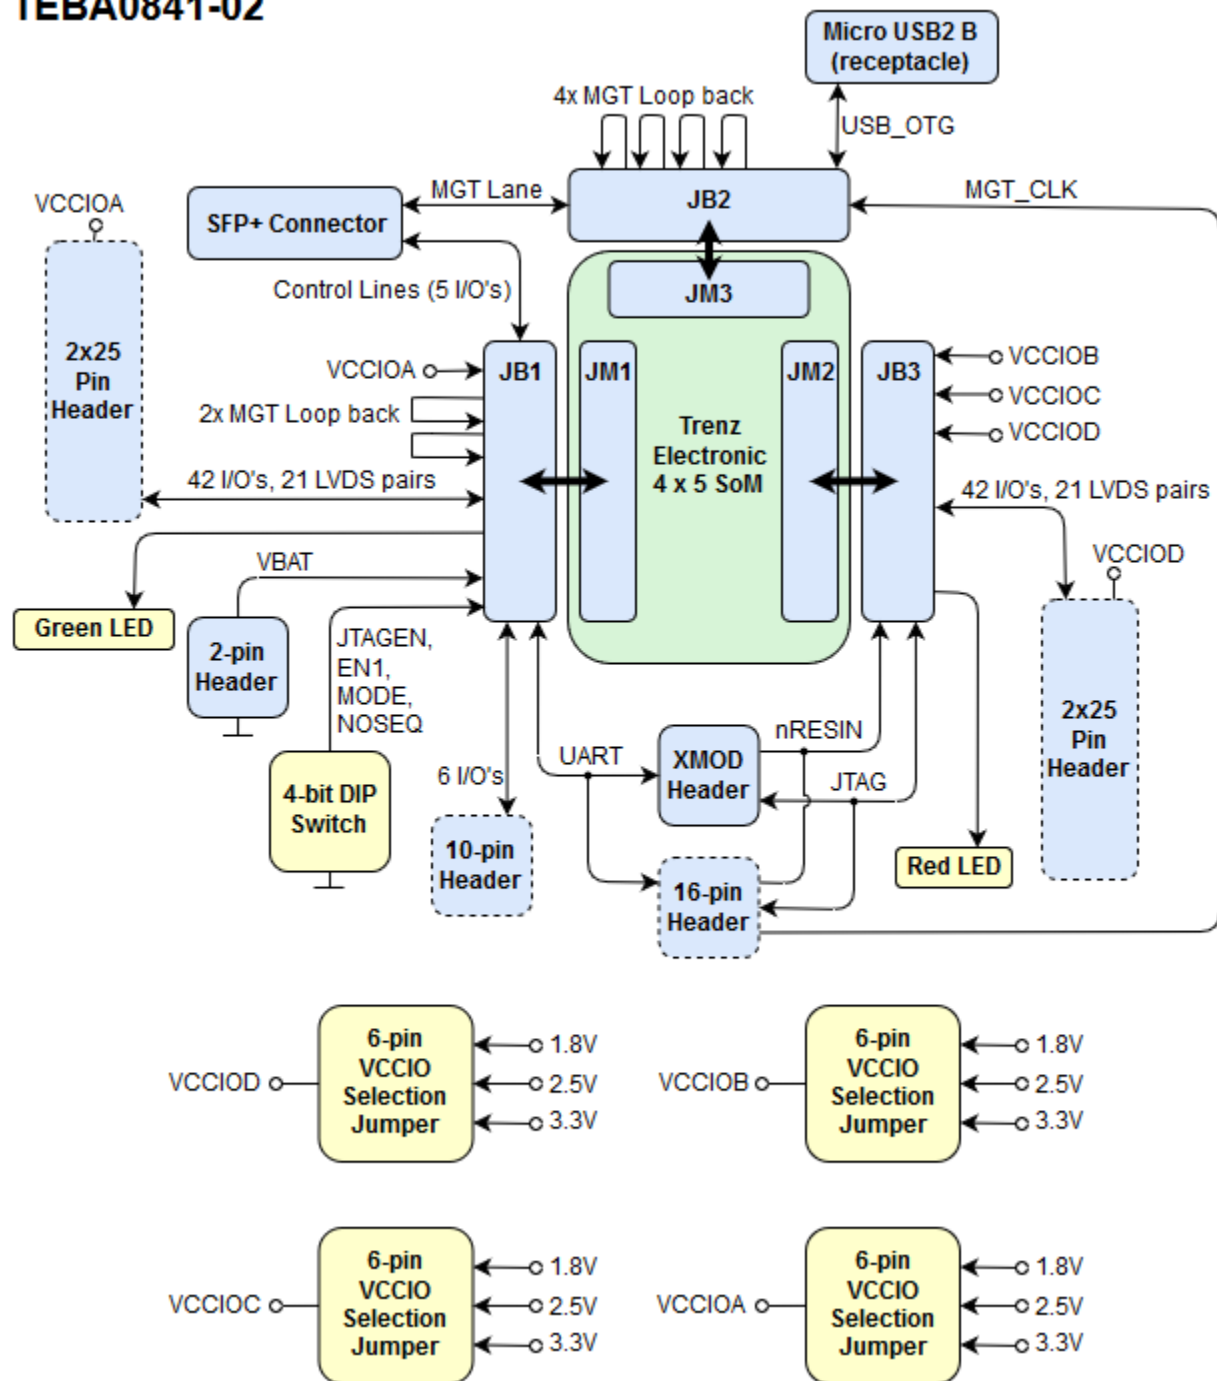 TEBA0841-02
Micro USB2 B
(receptacle)
4x MGT Loop back
USB_OTG
MGT Lane
MGT_CLK
JB2
VCCIOA
SFP+ Connector
JM3
Control Lines (5 I/O's)
2x25
Pin
Header
VCCIOA
JB1
JM1
JM2
JB3
VCCIOB
VCCIOC
VCCIOD
2x MGT Loop back
Trenz
Electronic
4 x 5 SoM
42 I/O's, 21 LVDS pairs
42 I/O's, 21 LVDS pairs
VBAT
VCCIOD
Green LED
2-pin
Header
JTAGEN,
EN1,
MODE,
NOSEQ
2x25
Pin
Header
UART
XMOD
Header
nRESIN
JTAG
6 I/O's
4-bit DIP
Switch
10-pin
Header
16-pin
Header
Red LED
VCCIOD
6-pin
VCCIO
Selection
Jumper
1.8V
2.5V
3.3V
VCCIOB
6-pin
VCCIO
Selection
Jumper
1.8V
2.5V
3.3V
VCCIOC
6-pin
VCCIO
Selection
Jumper
1.8V
2.5V
3.3V
VCCIOA
6-pin
VCCIO
Selection
Jumper
1.8V
2.5V
3.3V